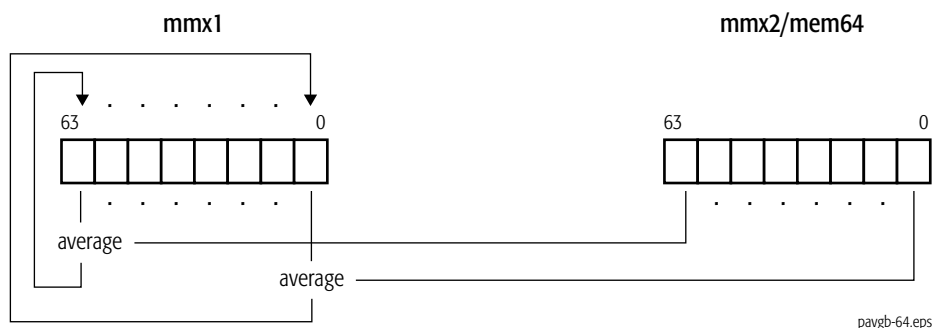 mmx1 mmx2/mem64
. . . . . .
63 0 63 0
. . . . . . . . . . . .
average
average
pavgb-64.eps